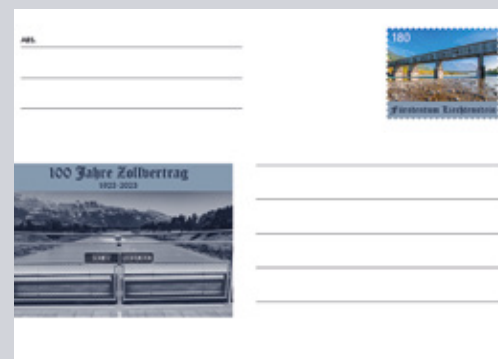 ABS.
180
Fürstentum Liechtenstein
100 Jahre Zollvertrag
1923-2023